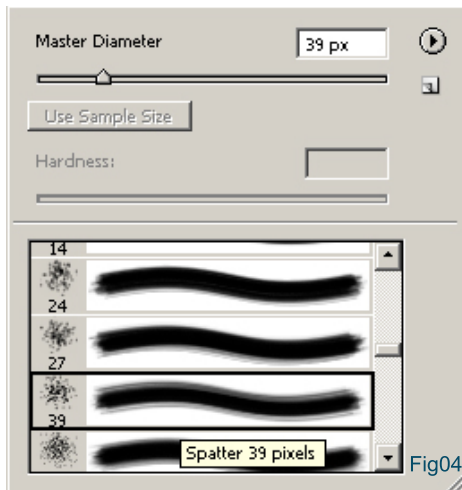 Master Diameter 39 px
Use Sample Size
Hardness:
14
24
27
39
Spatter 39 pixels
Fig04